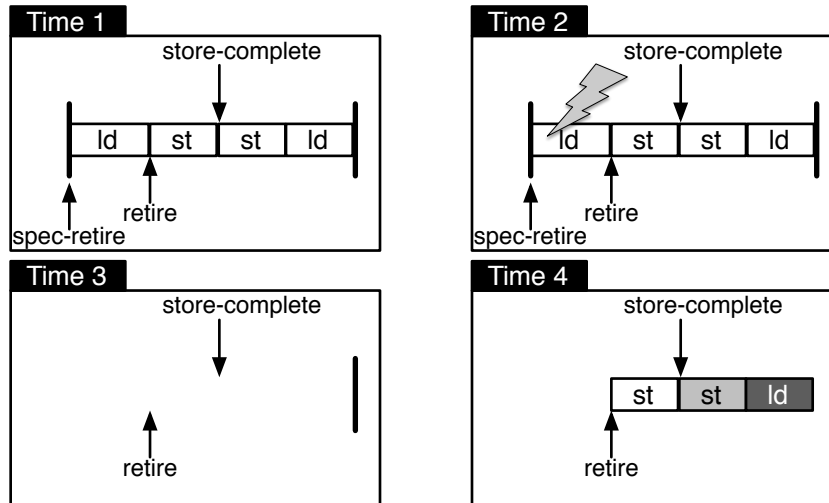 Time 1
store-complete
ld st st ld
retire
spec-retire
Time 2
store-complete
ld st st ld
retire
spec-retire
Time 3
store-complete
retire
Time 4
store-complete
st st ld
retire